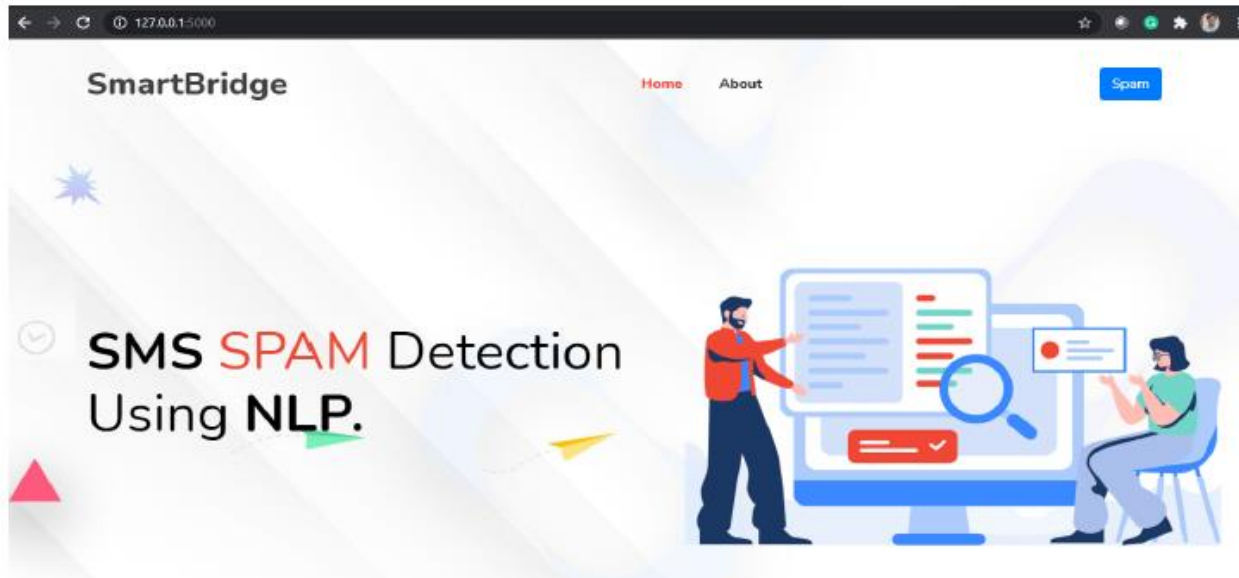 127.0.0.1:5000
SmartBridge
Home
About
Spam
SMS SPAM Detection
Using NLP.